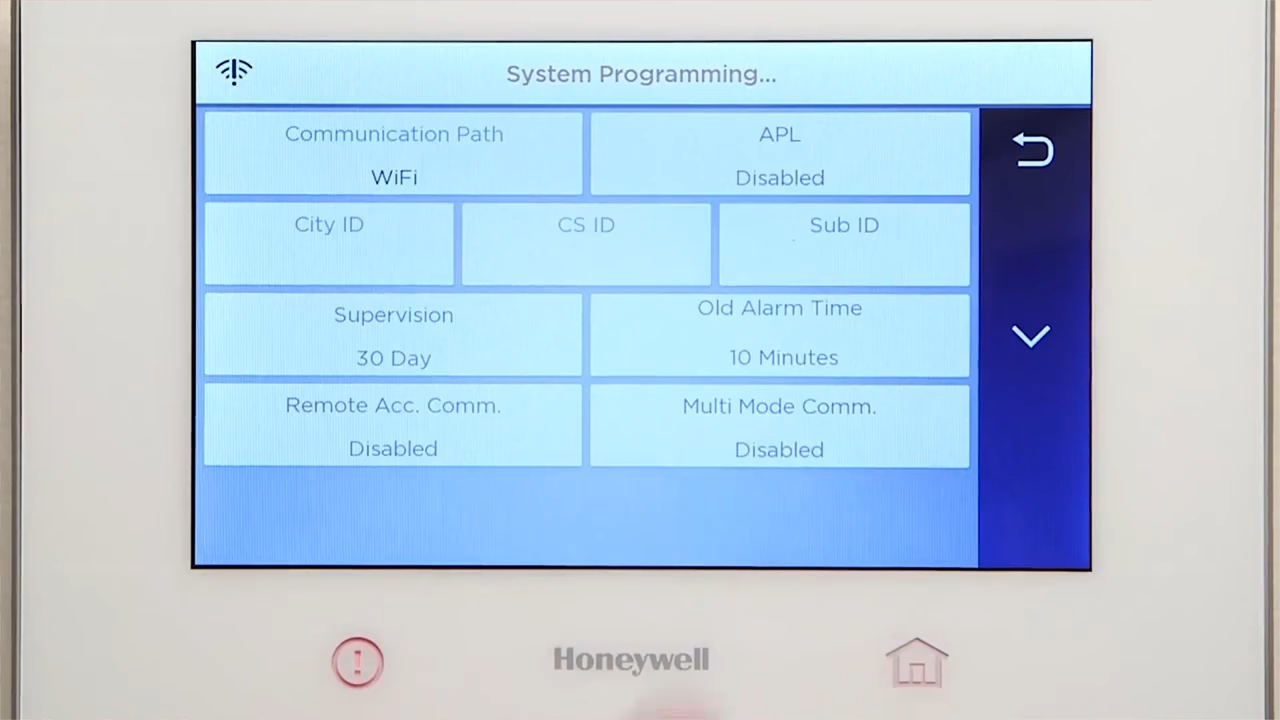 System Programming...
Communication Path
WiFi
APL
Disabled
City ID
CS ID
Sub ID
Supervision
30 Day
Old Alarm Time
10 Minutes
Remote Acc. Comm.
Disabled
Multi Mode Comm.
Disabled
Honeywell